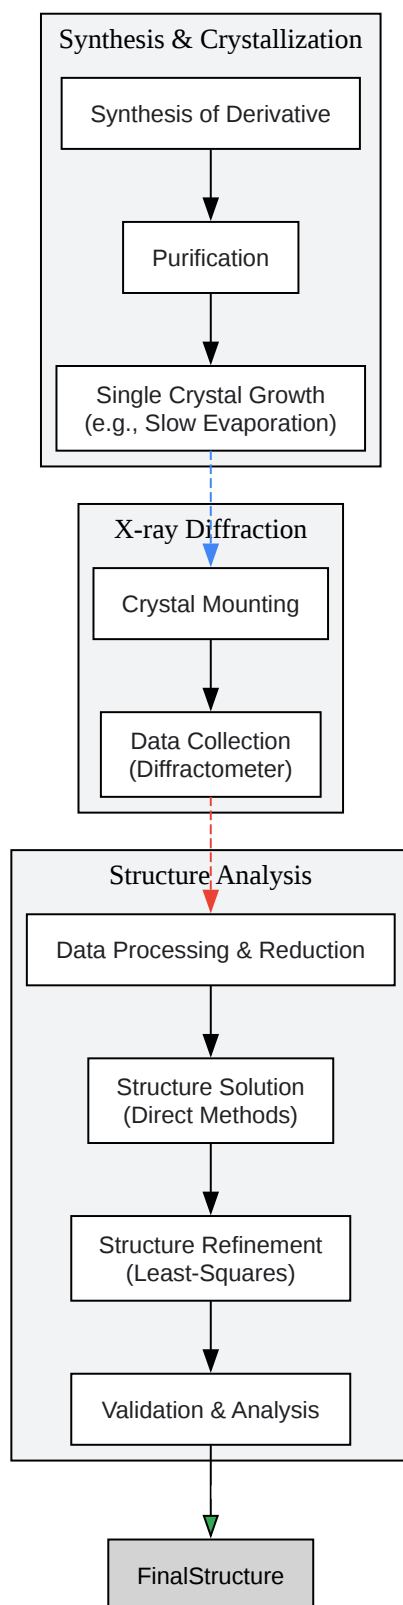 Synthesis & Crystallization
Synthesis of Derivative
Purification
Single Crystal Growth
(e.g., Slow Evaporation)
X-ray Diffraction
Crystal Mounting
Data Collection
(Diffractometer)
Structure Analysis
Data Processing & Reduction
Structure Solution
(Direct Methods)
Structure Refinement
(Least-Squares)
Validation & Analysis
FinalStructure